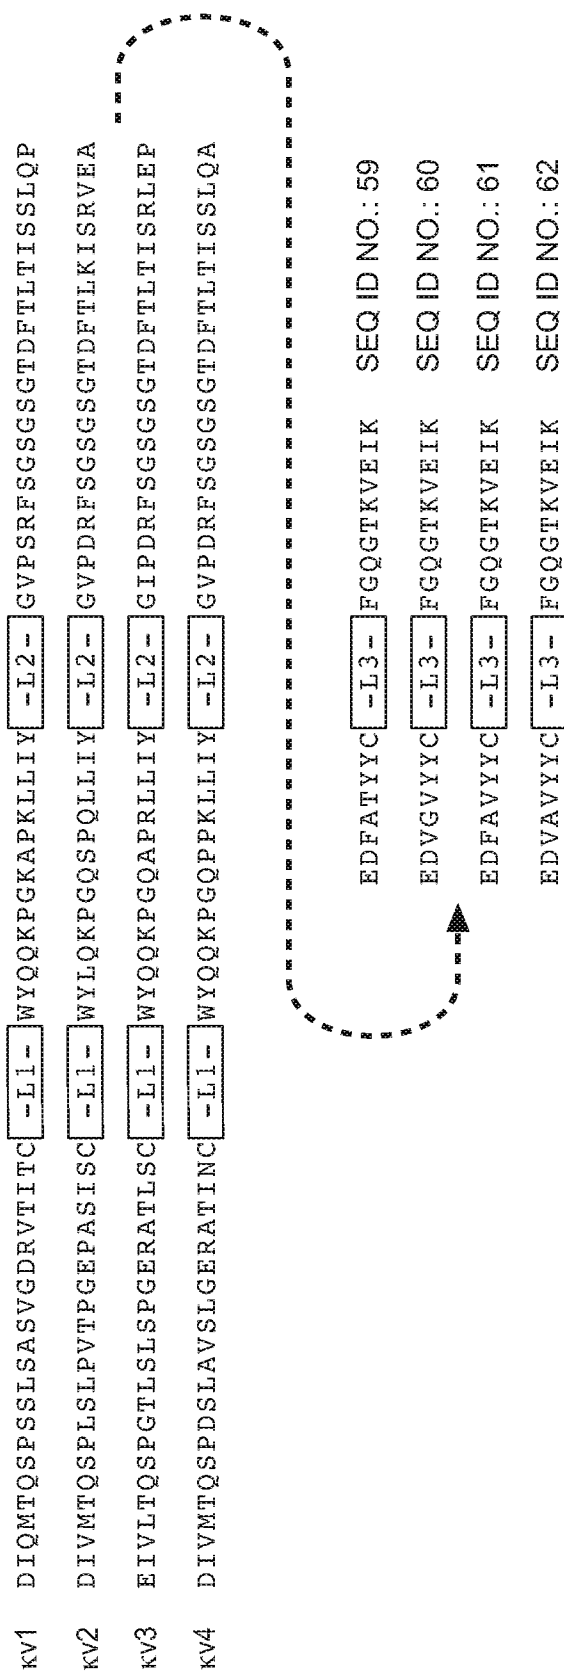 κv1 DIQMTQSPSSLSASVGDRVTITC -L1- WYQQKPGKAPKLLIY -L2- GVPSRFSGSGSGTDFTLTISSLQP
κv2 DIVMTQSPLSLPVTPGEPASISC -L1- WYLQKPGQSPQLLIY -L2- GVPDRFSGSGSGTDFTLKISRVEA
κv3 EIVLTQSPGTLSLSPGERATLSC -L1- WYQQKPGQAPRLLIY -L2- GIPDRFSGSGSGTDFTLTISRLEP
κv4 DIVMTQSPDSLAVSLGERATINC -L1- WYQQKPGQPPKLLIY -L2- GVPDRFSGSGSGTDFTLTISSLQA
EDFATYYC -L3- FGQGTKVEIK SEQ ID NO.: 59
EDVGVYYC -L3- FGQGTKVEIK SEQ ID NO.: 60
EDFAVYYC -L3- FGQGTKVEIK SEQ ID NO.: 61
EDVAVYYC -L3- FGQGTKVEIK SEQ ID NO.: 62